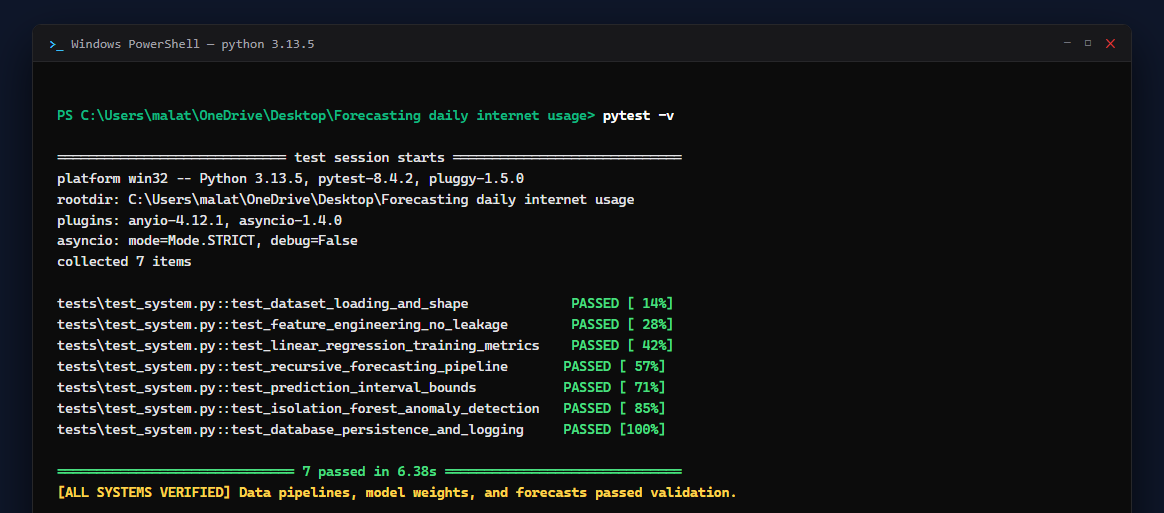 >_ Windows PowerShell — python 3.13.5
PS C:\Users\malat\OneDrive\Desktop\Forecasting daily internet usage> pytest -v
============================= test session starts =============================
platform win32 -- Python 3.13.5, pytest-8.4.2, pluggy-1.5.0
rootdir: C:\Users\malat\OneDrive\Desktop\Forecasting daily internet usage
plugins: anyio-4.12.1, asyncio-1.4.0
asyncio: mode=Mode.STRICT, debug=False
collected 7 items
tests\test_system.py::test_dataset_loading_and_shape             PASSED [ 14%]
tests\test_system.py::test_feature_engineering_no_leakage        PASSED [ 28%]
tests\test_system.py::test_linear_regression_training_metrics    PASSED [ 42%]
tests\test_system.py::test_recursive_forecasting_pipeline       PASSED [ 57%]
tests\test_system.py::test_prediction_interval_bounds           PASSED [ 71%]
tests\test_system.py::test_isolation_forest_anomaly_detection   PASSED [ 85%]
tests\test_system.py::test_database_persistence_and_logging     PASSED [100%]
============================== 7 passed in 6.38s ==============================
[ALL SYSTEMS VERIFIED] Data pipelines, model weights, and forecasts passed validation.